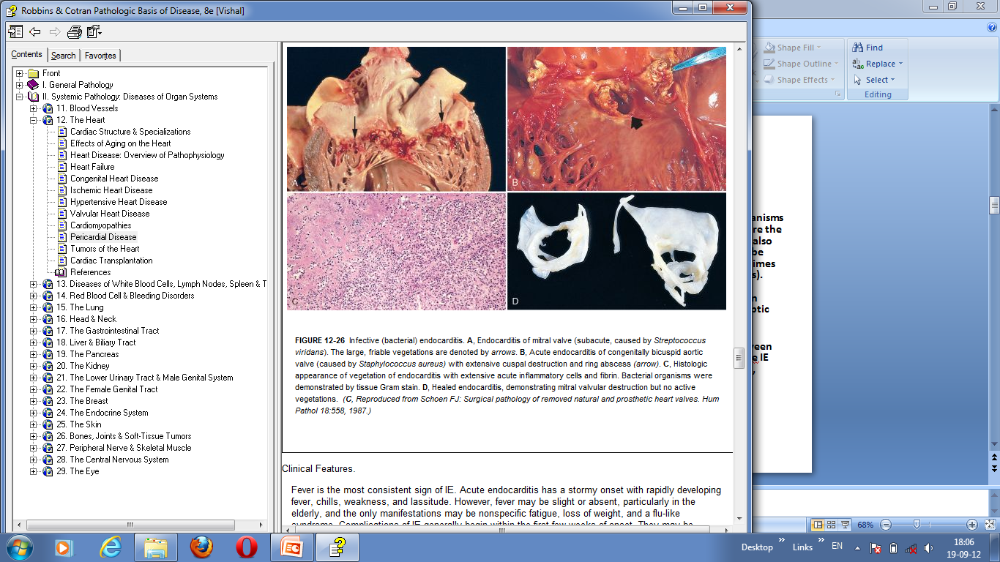 Robbins & Cotran Pathologic Basis of Disease, 8e [Vishal]
Contents
Search
Favorites
Front
I. General Pathology
II. Systemic Pathology: Diseases of Organ Systems
11. Blood Vessels
12. The Heart
Cardiac Structure & Specializations
Effects of Aging on the Heart
Heart Disease: Overview of Pathophysiology
Heart Failure
Congenital Heart Disease
Ischemic Heart Disease
Hypertensive Heart Disease
Valvular Heart Disease
Cardiomyopathies
Pericardial Disease
Tumors of the Heart
Cardiac Transplantation
References
13. Diseases of White Blood Cells, Lymph Nodes, Spleen & T
14. Red Blood Cell & Bleeding Disorders
15. The Lung
16. Head & Neck
17. The Gastrointestinal Tract
18. Liver & Biliary Tract
19. The Pancreas
20. The Kidney
21. The Lower Urinary Tract & Male Genital System
22. The Female Genital Tract
23. The Breast
24. The Endocrine System
25. The Skin
26. Bones, Joints & Soft-Tissue Tumors
27. Peripheral Nerve & Skeletal Muscle
28. The Central Nervous System
29. The Eye
A
B
C
D
FIGURE 12-26 Infective (bacterial) endocarditis. A, Endocarditis of mitral valve (subacute, caused by Streptococcus
viridans). The large, friable vegetations are denoted by arrows. B, Acute endocarditis of congenitally bicuspid aortic
valve (caused by Staphylococcus aureus) with extensive cuspal destruction and ring abscess (arrow). C, Histologic
appearance of vegetation of endocarditis with extensive acute inflammatory cells and fibrin. Bacterial organisms were
demonstrated by tissue Gram stain. D, Healed endocarditis, demonstrating mitral valvular destruction but no active
vegetations. (C, Reproduced from Schoen FJ: Surgical pathology of removed natural and prosthetic heart valves. Hum
Pathol 18:558, 1987.)
Clinical Features.
Fever is the most consistent sign of IE. Acute endocarditis has a stormy onset with rapidly developing
fever, chills, weakness, and lassitude. However, fever may be slight or absent, particularly in the
elderly, and the only manifestations may be nonspecific fatigue, loss of weight, and a flu-like
syndrome. Complications of IE generally begin within the first few weeks of onset. They may be
Shape Fill
Shape Outline
Shape Effects
Find
Replace
Select
Editing
anisms
re the
also
be
imes
s).
n
otic
ween
e IE
,
68%
Desktop
Links
EN
18:06
19-09-12